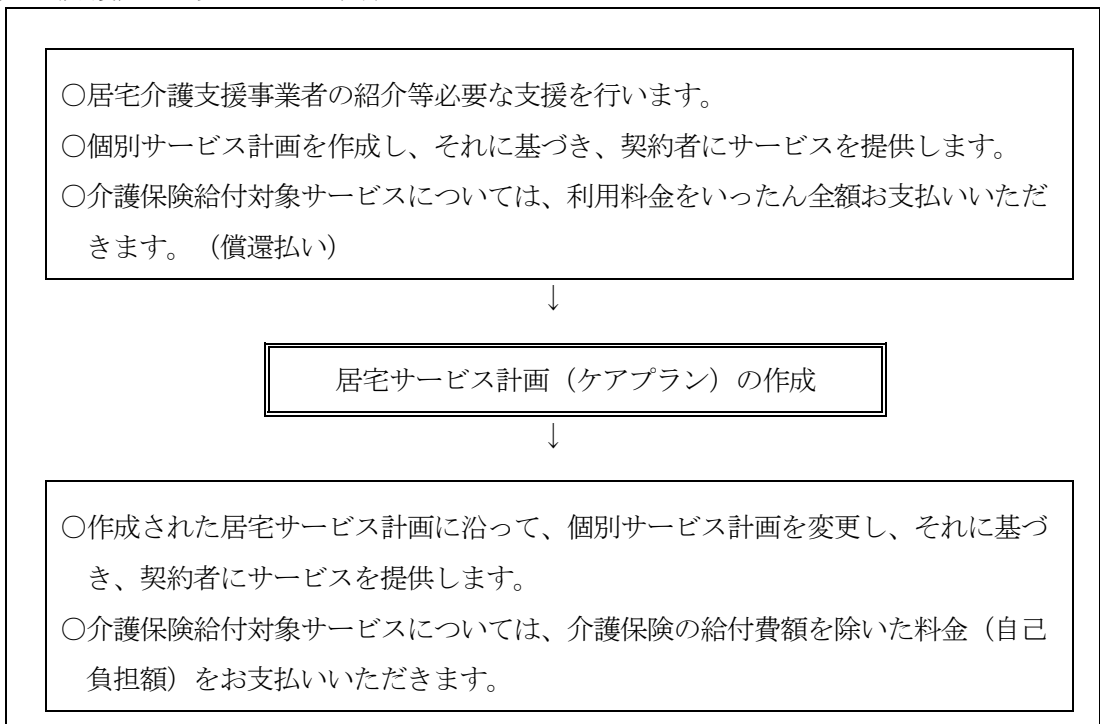 ○居宅介護支援事業者の紹介等必要な支援を行います。
○個別サービス計画を作成し、それに基づき、契約者にサービスを提供します。
○介護保険給付対象サービスについては、利用料金をいったん全額お支払いいただ
きます。（償還払い）
↓
居宅サービス計画（ケアプラン）の作成
↓
○作成された居宅サービス計画に沿って、個別サービス計画を変更し、それに基づ
き、契約者にサービスを提供します。
○介護保険給付対象サービスについては、介護保険の給付費額を除いた料金（自己
負担額）をお支払いいただきます。